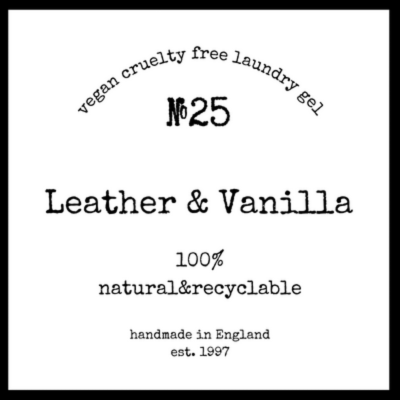 vegan cruelty free laundry gel
№25
Leather & Vanilla
100%
natural&recyclable
handmade in England
est. 1997